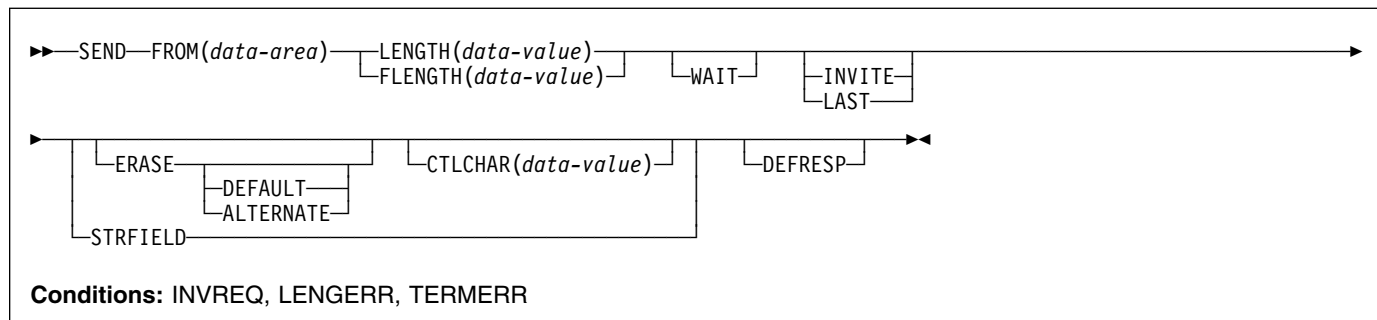 SEND FROM(data-area) LENGTH(data-value)
FLENGTH(data-value) WAIT INVITE
LAST
ERASE CTLCHAR(data-value) DEFRESP
DEFAULT
ALTERNATE
STRFIELD
Conditions: INVREQ, LENGERR, TERMERR